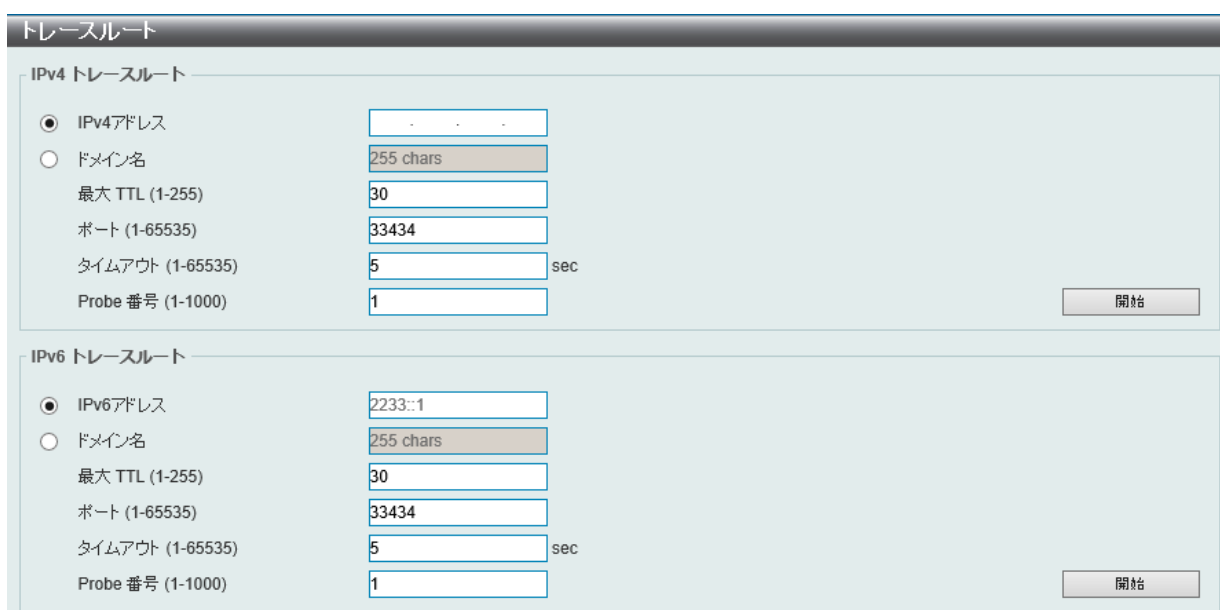 トレースルート
IPv4 トレースルート
IPv4アドレス . . .
ドメイン名 255 chars
最大 TTL (1-255) 30
ポート (1-65535) 33434
タイムアウト (1-65535) 5 sec
Probe 番号 (1-1000) 1 開始
IPv6 トレースルート
IPv6アドレス 2233::1
ドメイン名 255 chars
最大 TTL (1-255) 30
ポート (1-65535) 33434
タイムアウト (1-65535) 5 sec
Probe 番号 (1-1000) 1 開始